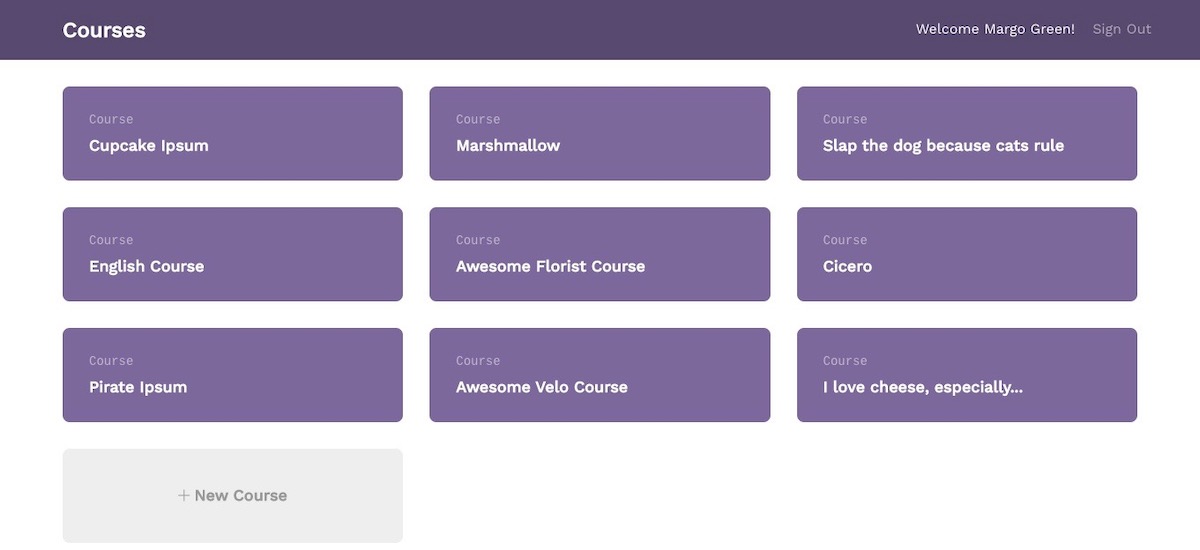 Courses
Welcome Margo Green! Sign Out
Course
Cupcake Ipsum
Course
Marshmallow
Course
Slap the dog because cats rule
Course
English Course
Course
Awesome Florist Course
Course
Cicero
Course
Pirate Ipsum
Course
Awesome Velo Course
Course
I love cheese, especially...
+ New Course